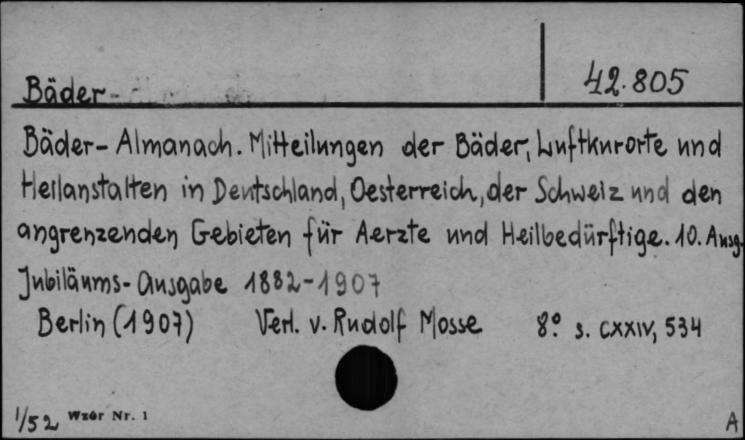 42.805
Bäder-
Bäder-Almanach. Mitteilungen der Bäder, Luftkurorte und
Heilanstalten in Deutschland, Oesterreich, der Schweiz und den
angrenzenden Gebieten für Aerzte und Heilbedürftige. 10. Ausg.
Jubiläums-Ausgabe 1882-1907
Berlin (1907) Verl. v. Rudolf Mosse 8° s. CXXIV, 534
1/52 Wzór Nr. 1 A